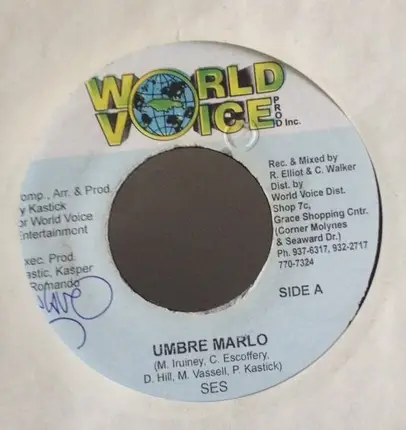 WORLD
VOICE
PROD Inc.
omp., Arr. & Prod.
y Kastick
or World Voice
Entertainment
xec. Prod.
astic, Kasper
Romando
Rec. & Mixed by
R. Elliot & C. Walker
Dist. by
World Voice Dist.
Shop 7c,
Grace Shopping Cntr.
(Corner Molynes
& Seaward Dr.)
Ph. 937-6317, 932-2717
770-7324
SIDE A
UMBRE MARLO
(M. Iruiney, C. Escoffery,
D. Hill, M. Vassell, P. Kastick)
SES